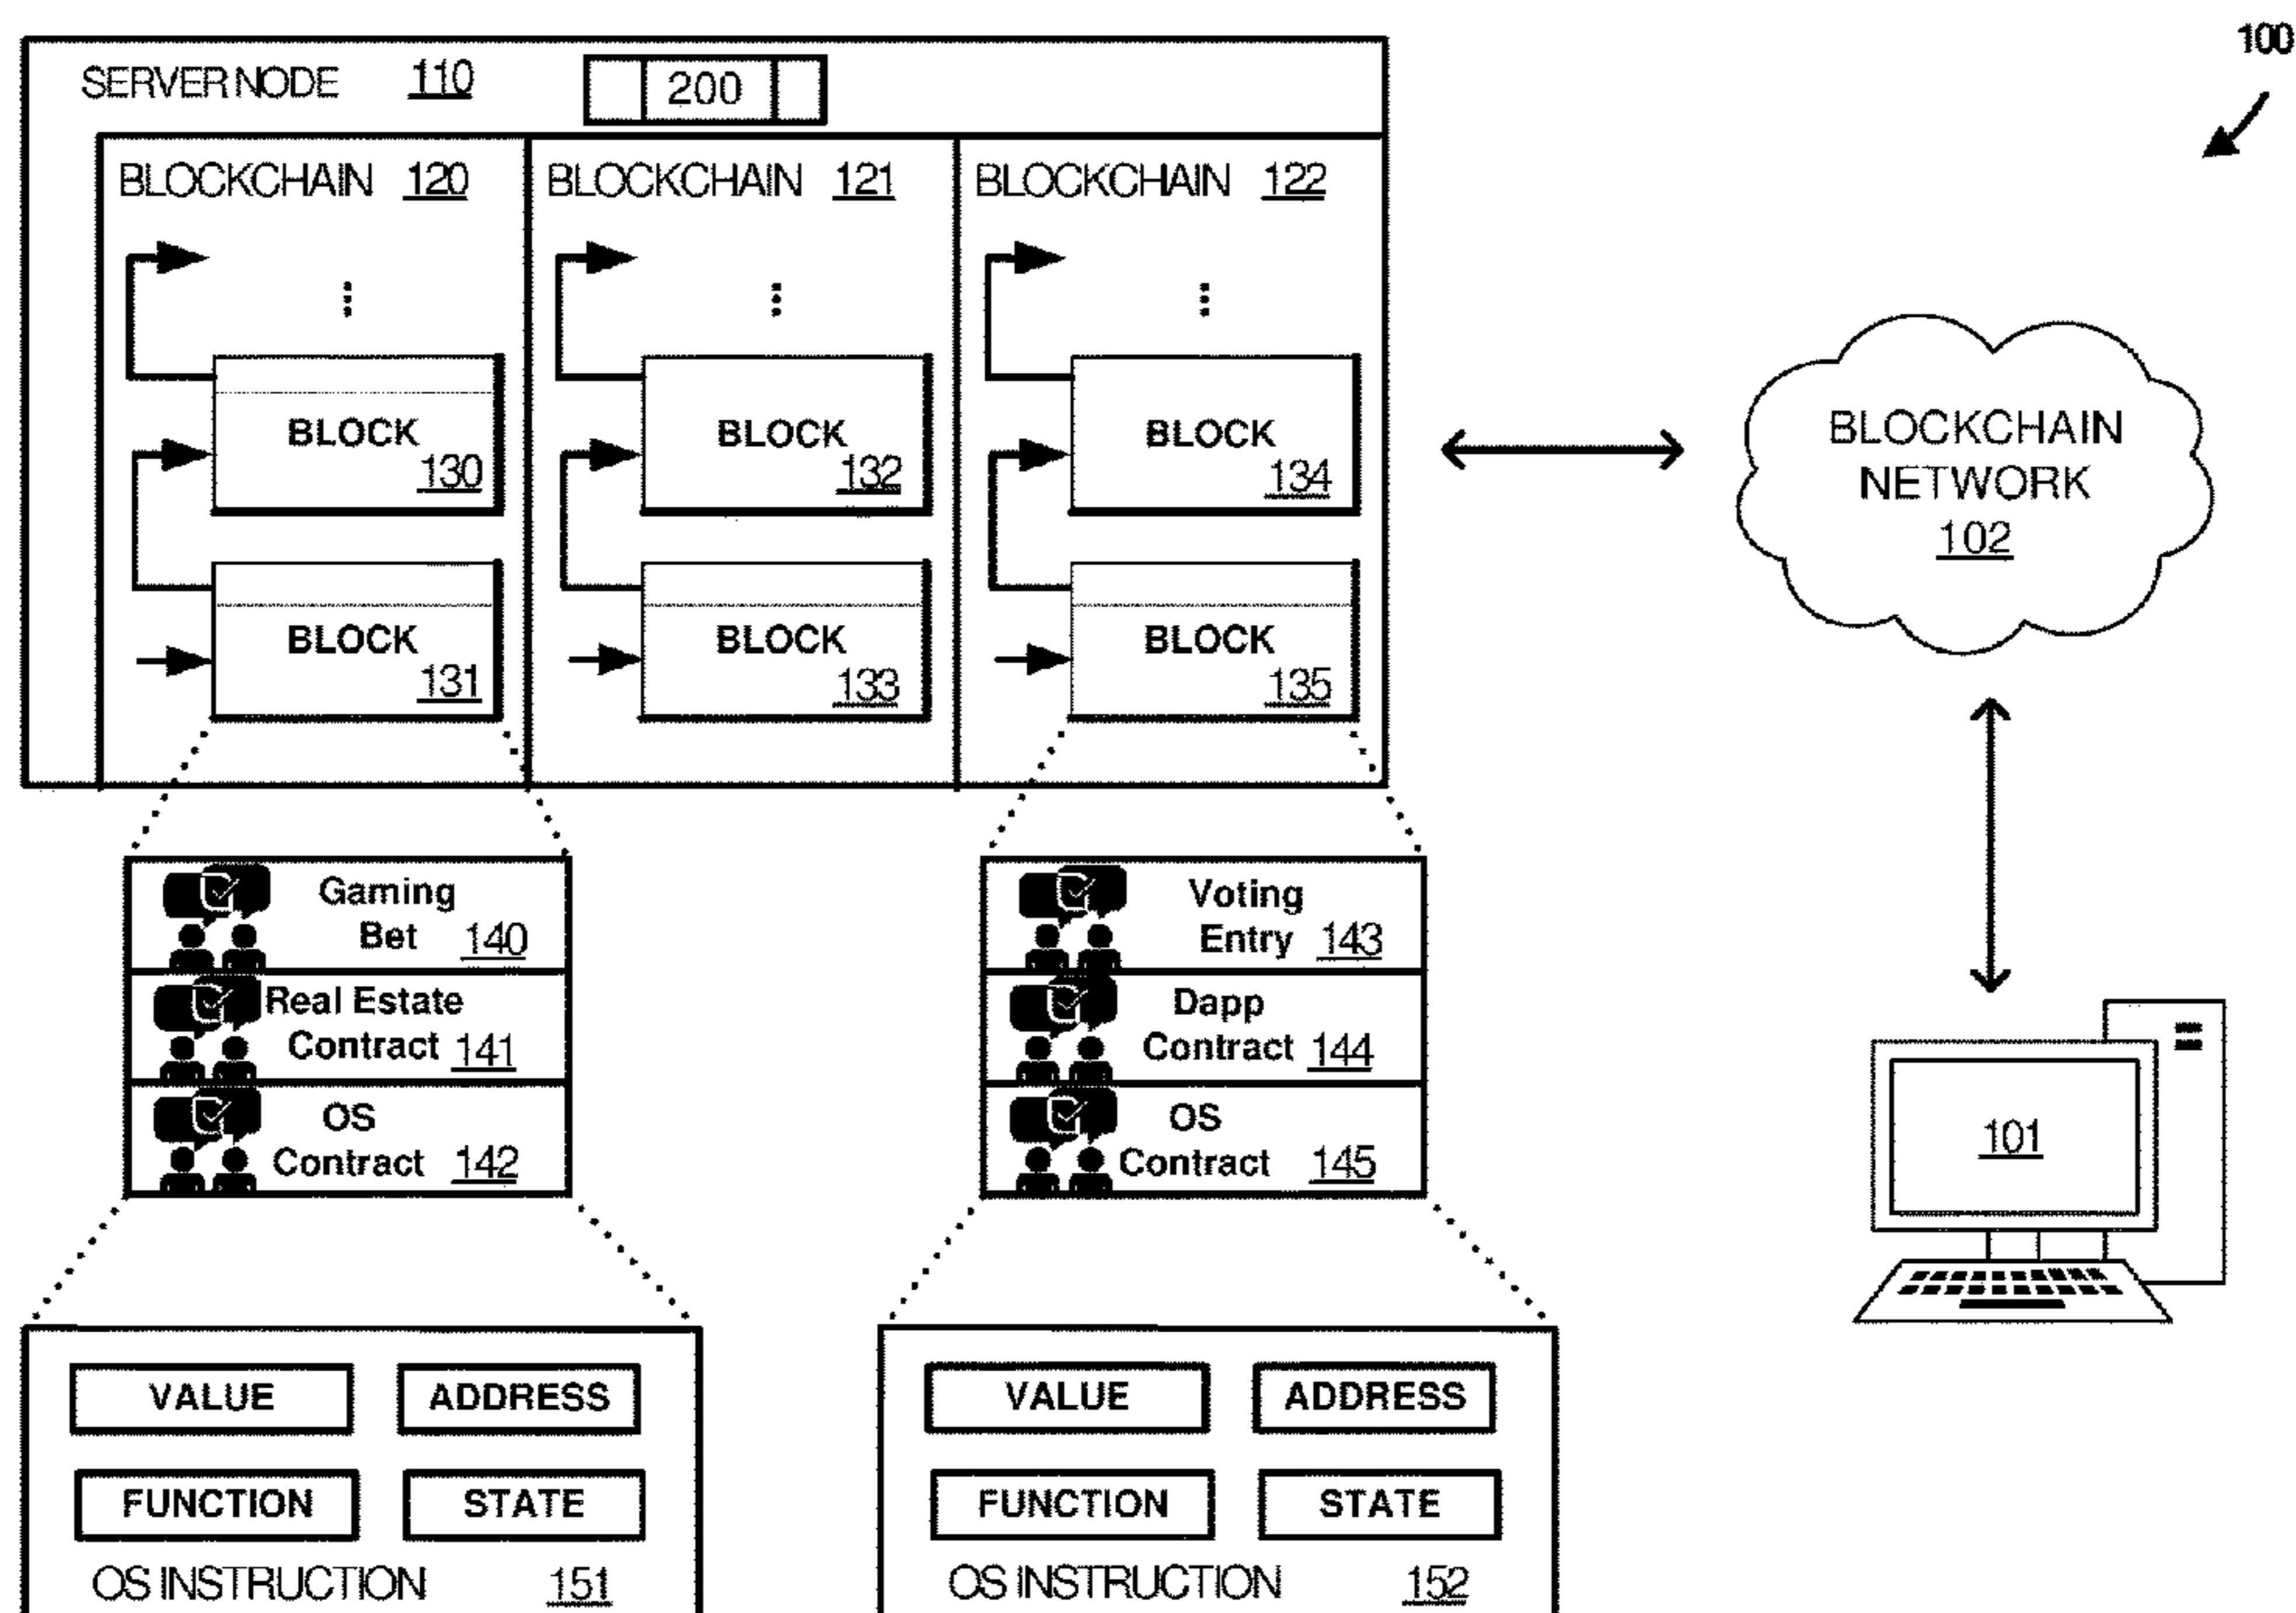 100
SERVER NODE 110
200
BLOCKCHAIN 120
BLOCKCHAIN 121
BLOCKCHAIN 122
...
...
...
BLOCK
130
BLOCK
132
BLOCK
134
BLOCK
131
BLOCK
133
BLOCK
135
BLOCKCHAIN
NETWORK
102
Gaming
Bet 140
Real Estate
Contract 141
OS
Contract 142
Voting
Entry 143
Dapp
Contract 144
OS
Contract 145
101
VALUE
ADDRESS
FUNCTION
STATE
OS INSTRUCTION 151
VALUE
ADDRESS
FUNCTION
STATE
OS INSTRUCTION 152